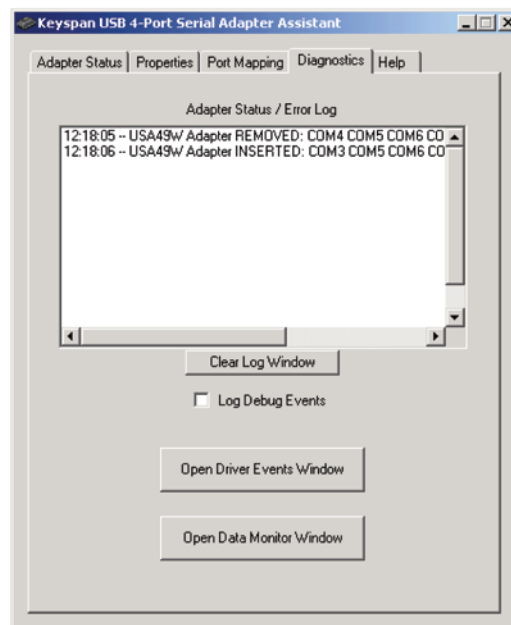 Keyspan USB 4-Port Serial Adapter Assistant
Adapter Status Properties Port Mapping Diagnostics Help
Adapter Status / Error Log
12:18:05 -- USA49W Adapter REMOVED: COM4 COM5 COM6 CO
12:18:06 -- USA49W Adapter INSERTED: COM3 COM5 COM6 CO
Clear Log Window
Log Debug Events
Open Driver Events Window
Open Data Monitor Window